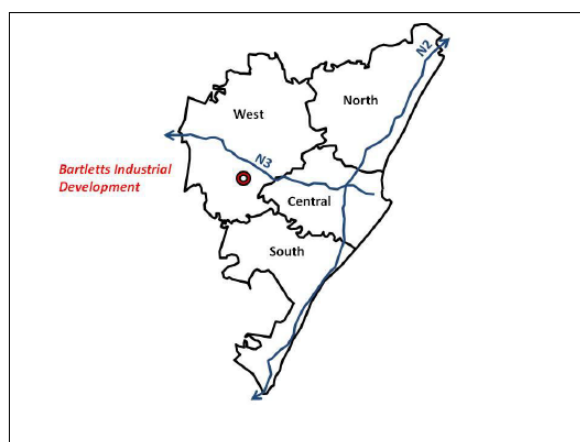 N2
West
North
N3
Bartletts Industrial
Development
Central
South